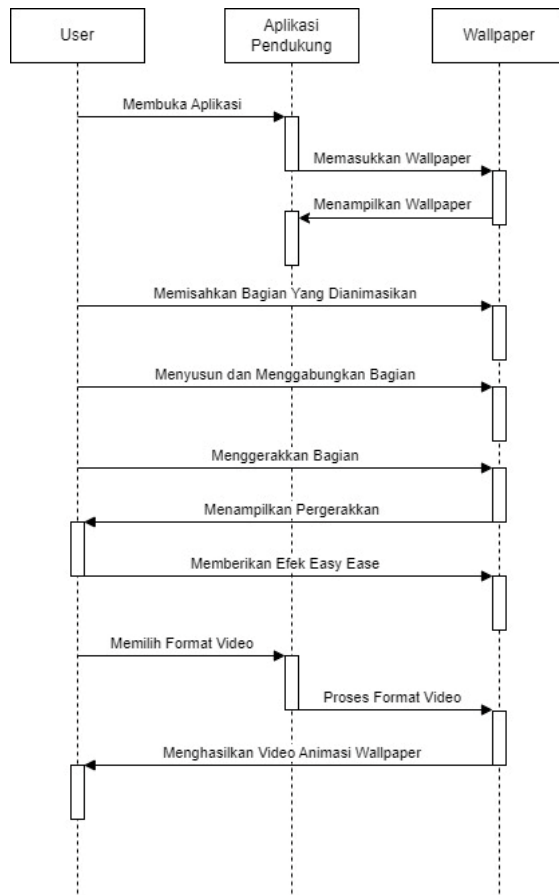 User
Aplikasi
Pendukung
Wallpaper
Membuka Aplikasi
Memasukkan Wallpaper
Menampilkan Wallpaper
Memisahkan Bagian Yang Dianimasikan
Menyusun dan Menggabungkan Bagian
Menggerakkan Bagian
Menampilkan Pergerakkan
Memberikan Efek Easy Ease
Memilih Format Video
Proses Format Video
Menghasilkan Video Animasi Wallpaper